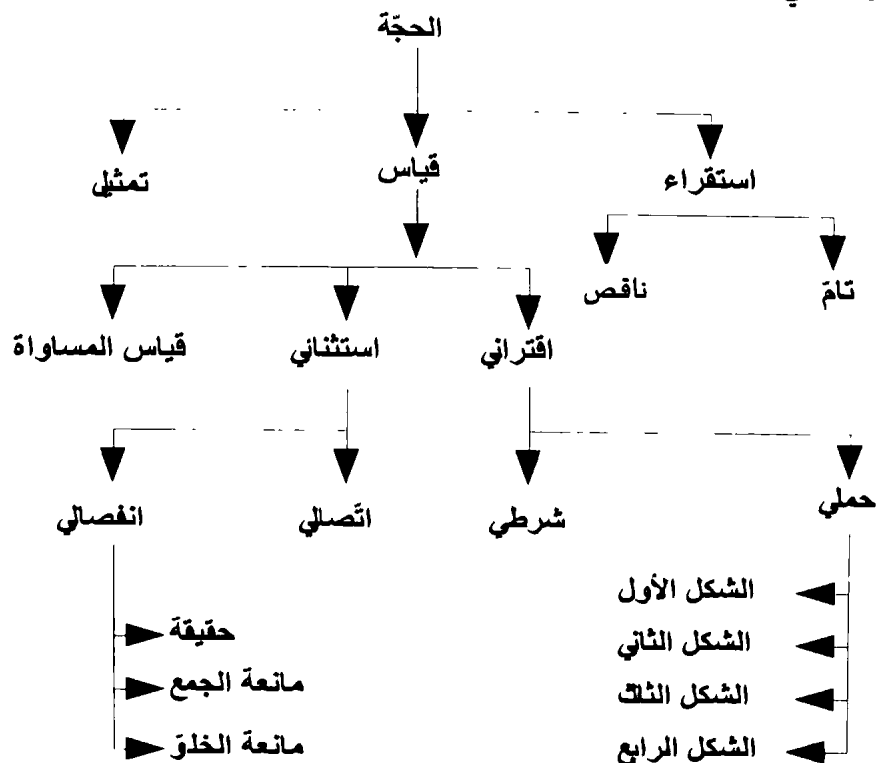 الحجّة
استقراء قياس تمثيل
تامّ ناقص
اقتراني استثنائي قياس المساواة
حملي شرطي اتّصالي انفصالي
الشكل الأول
الشكل الثاني
الشكل الثالث
الشكل الرابع
حقيقة
مانعة الجمع
مانعة الخلوّ